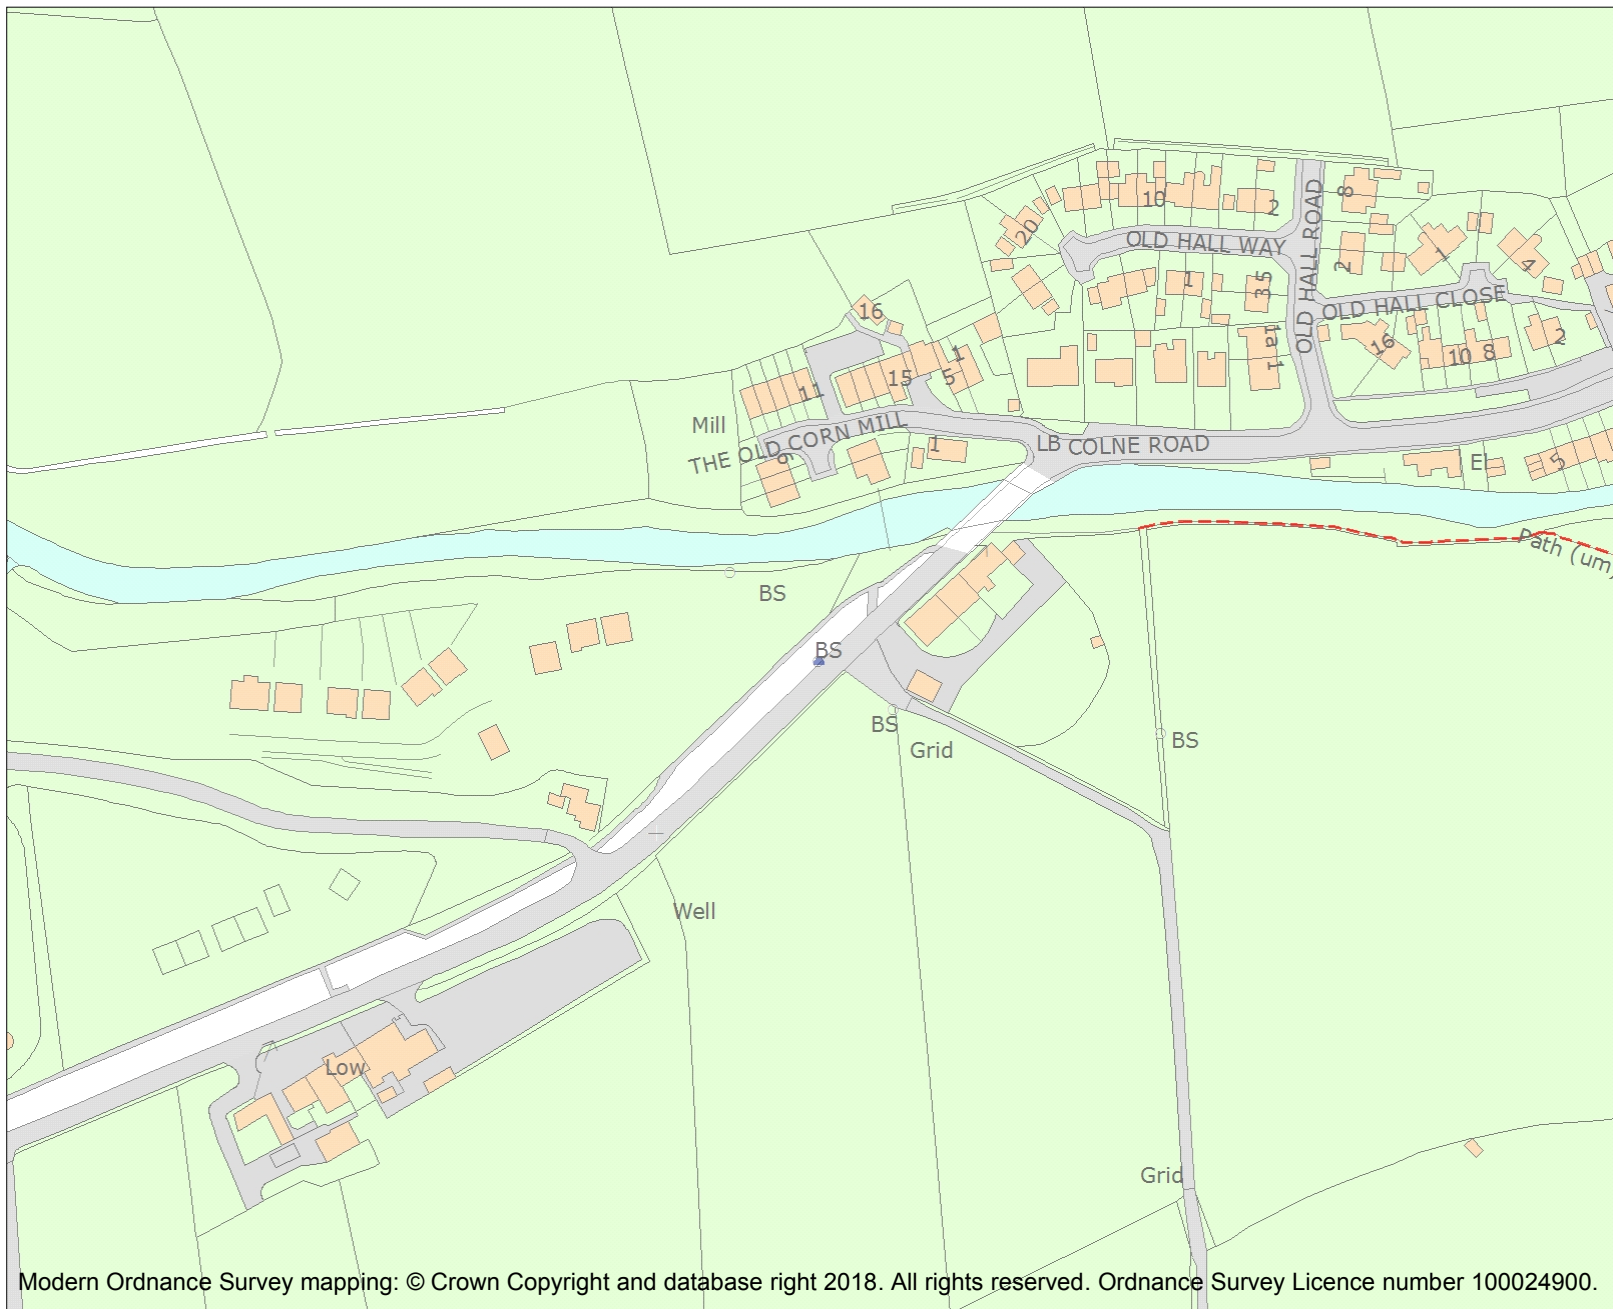 8
10
2
20
OLD HALL WAY
OLD HALL ROAD
2
1
4
1
35
OLD HALL CLOSE
16
1a
1
16
10
8
2
1
15
5
11
Mill
THE OLD CORN MILL
9
1
LB
COLNE ROAD
El
5
Path (um)
BS
BS
BS
Grid
BS
Well
Low
Grid
Modern Ordnance Survey mapping: © Crown Copyright and database right 2018. All rights reserved. Ordnance Survey Licence number 100024900.